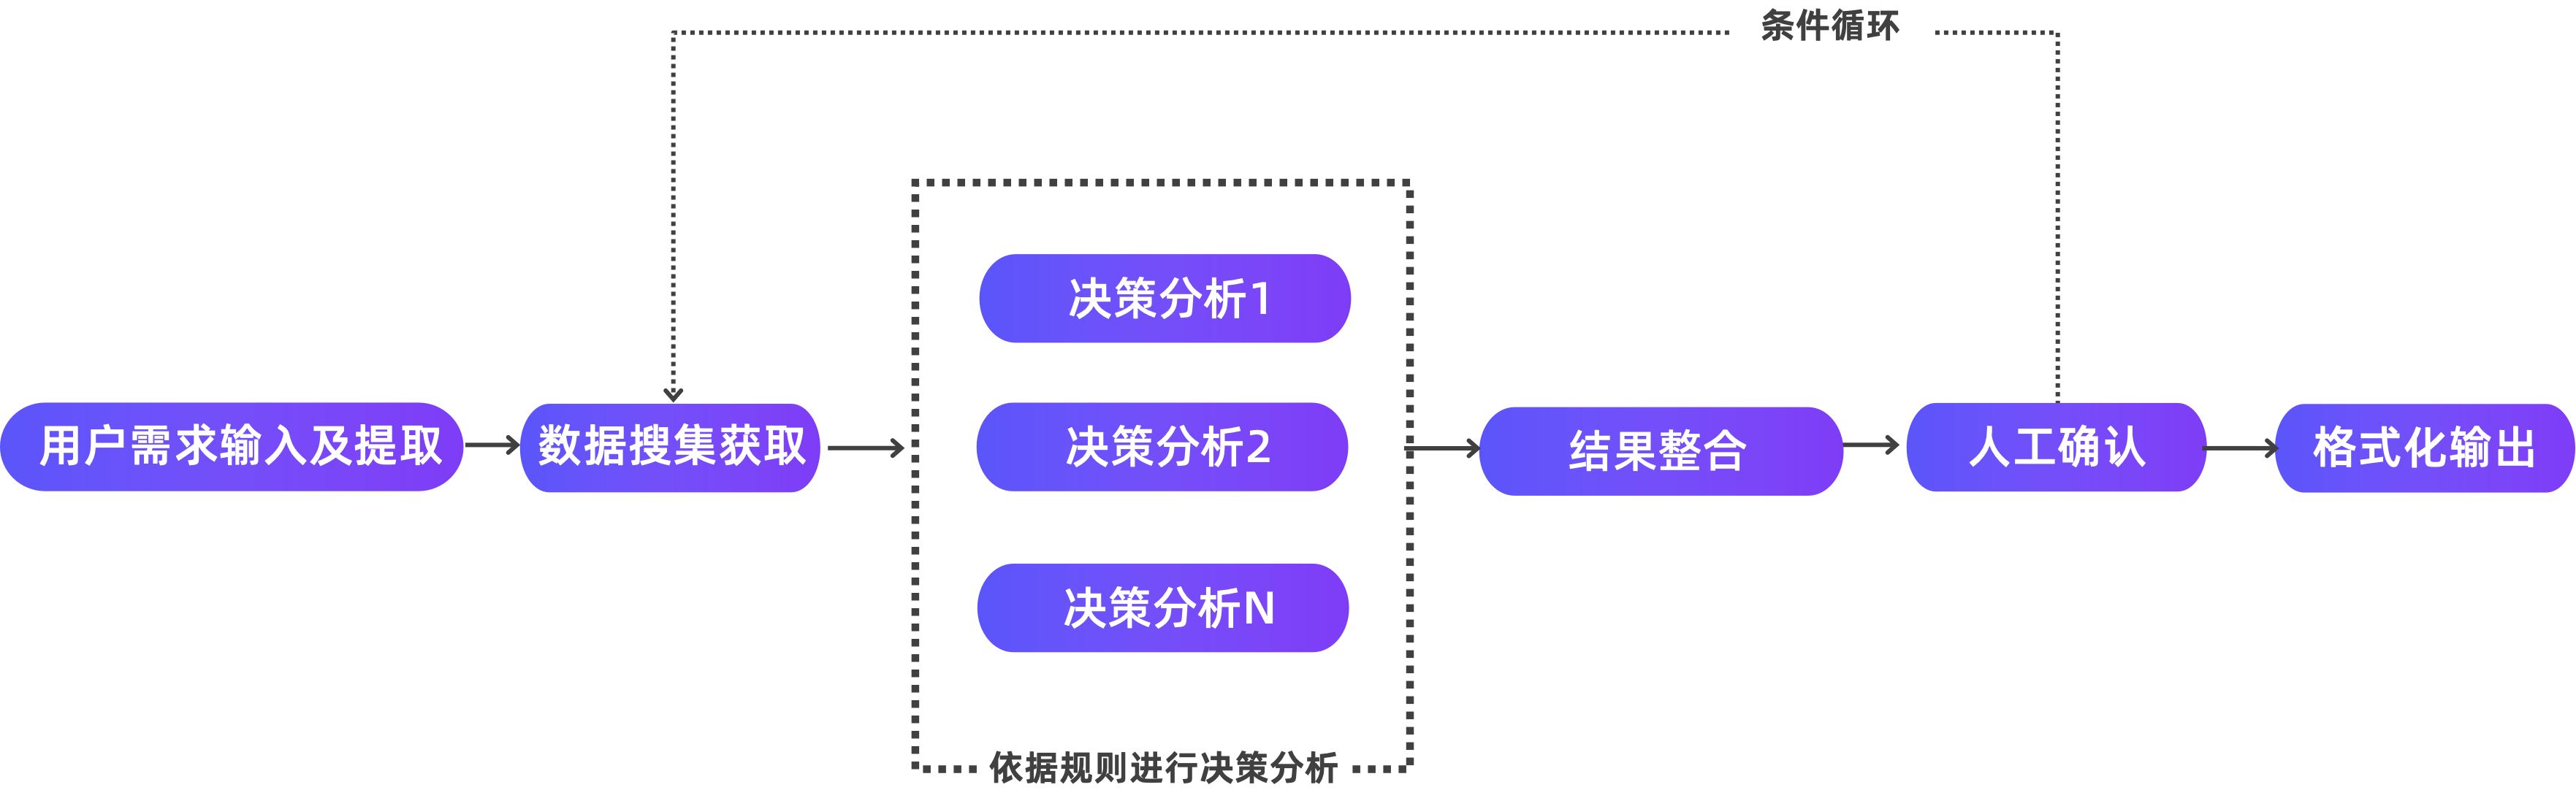 条件循环
用户需求输入及提取
数据搜集获取
决策分析1
决策分析2
决策分析N
依据规则进行决策分析
结果整合
人工确认
格式化输出